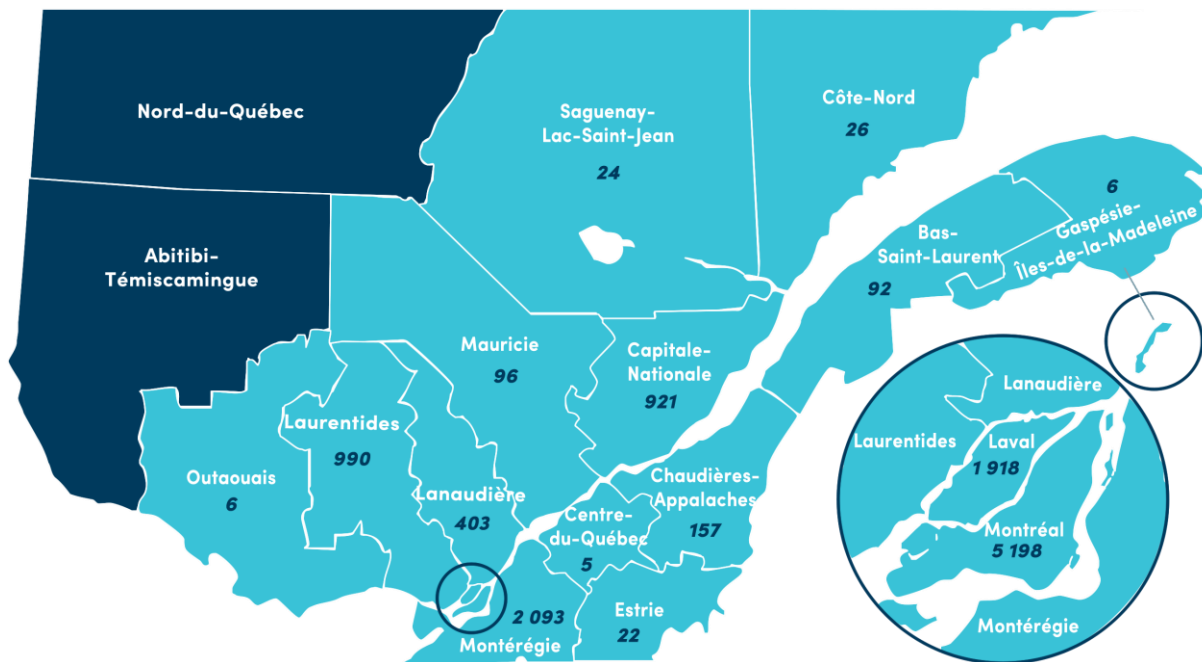 Nord-du-Québec
Saguenay-
Lac-Saint-Jean
24
Côte-Nord
26
6
Gaspésie-
Îles-de-la-Madeleine
Abitibi-
Témiscamingue
Bas-
Saint-Laurent
92
Mauricie
96
Capitale-
Nationale
921
Laurentides
990
Outaouais
6
Lanaudière
403
Centre-
du-Québec
5
Chaudières-
Appalaches
157
2 093
Montérégie
Estrie
22
Lanaudière
Laurentides
Laval
1 918
Montréal
5 198
Montérégie